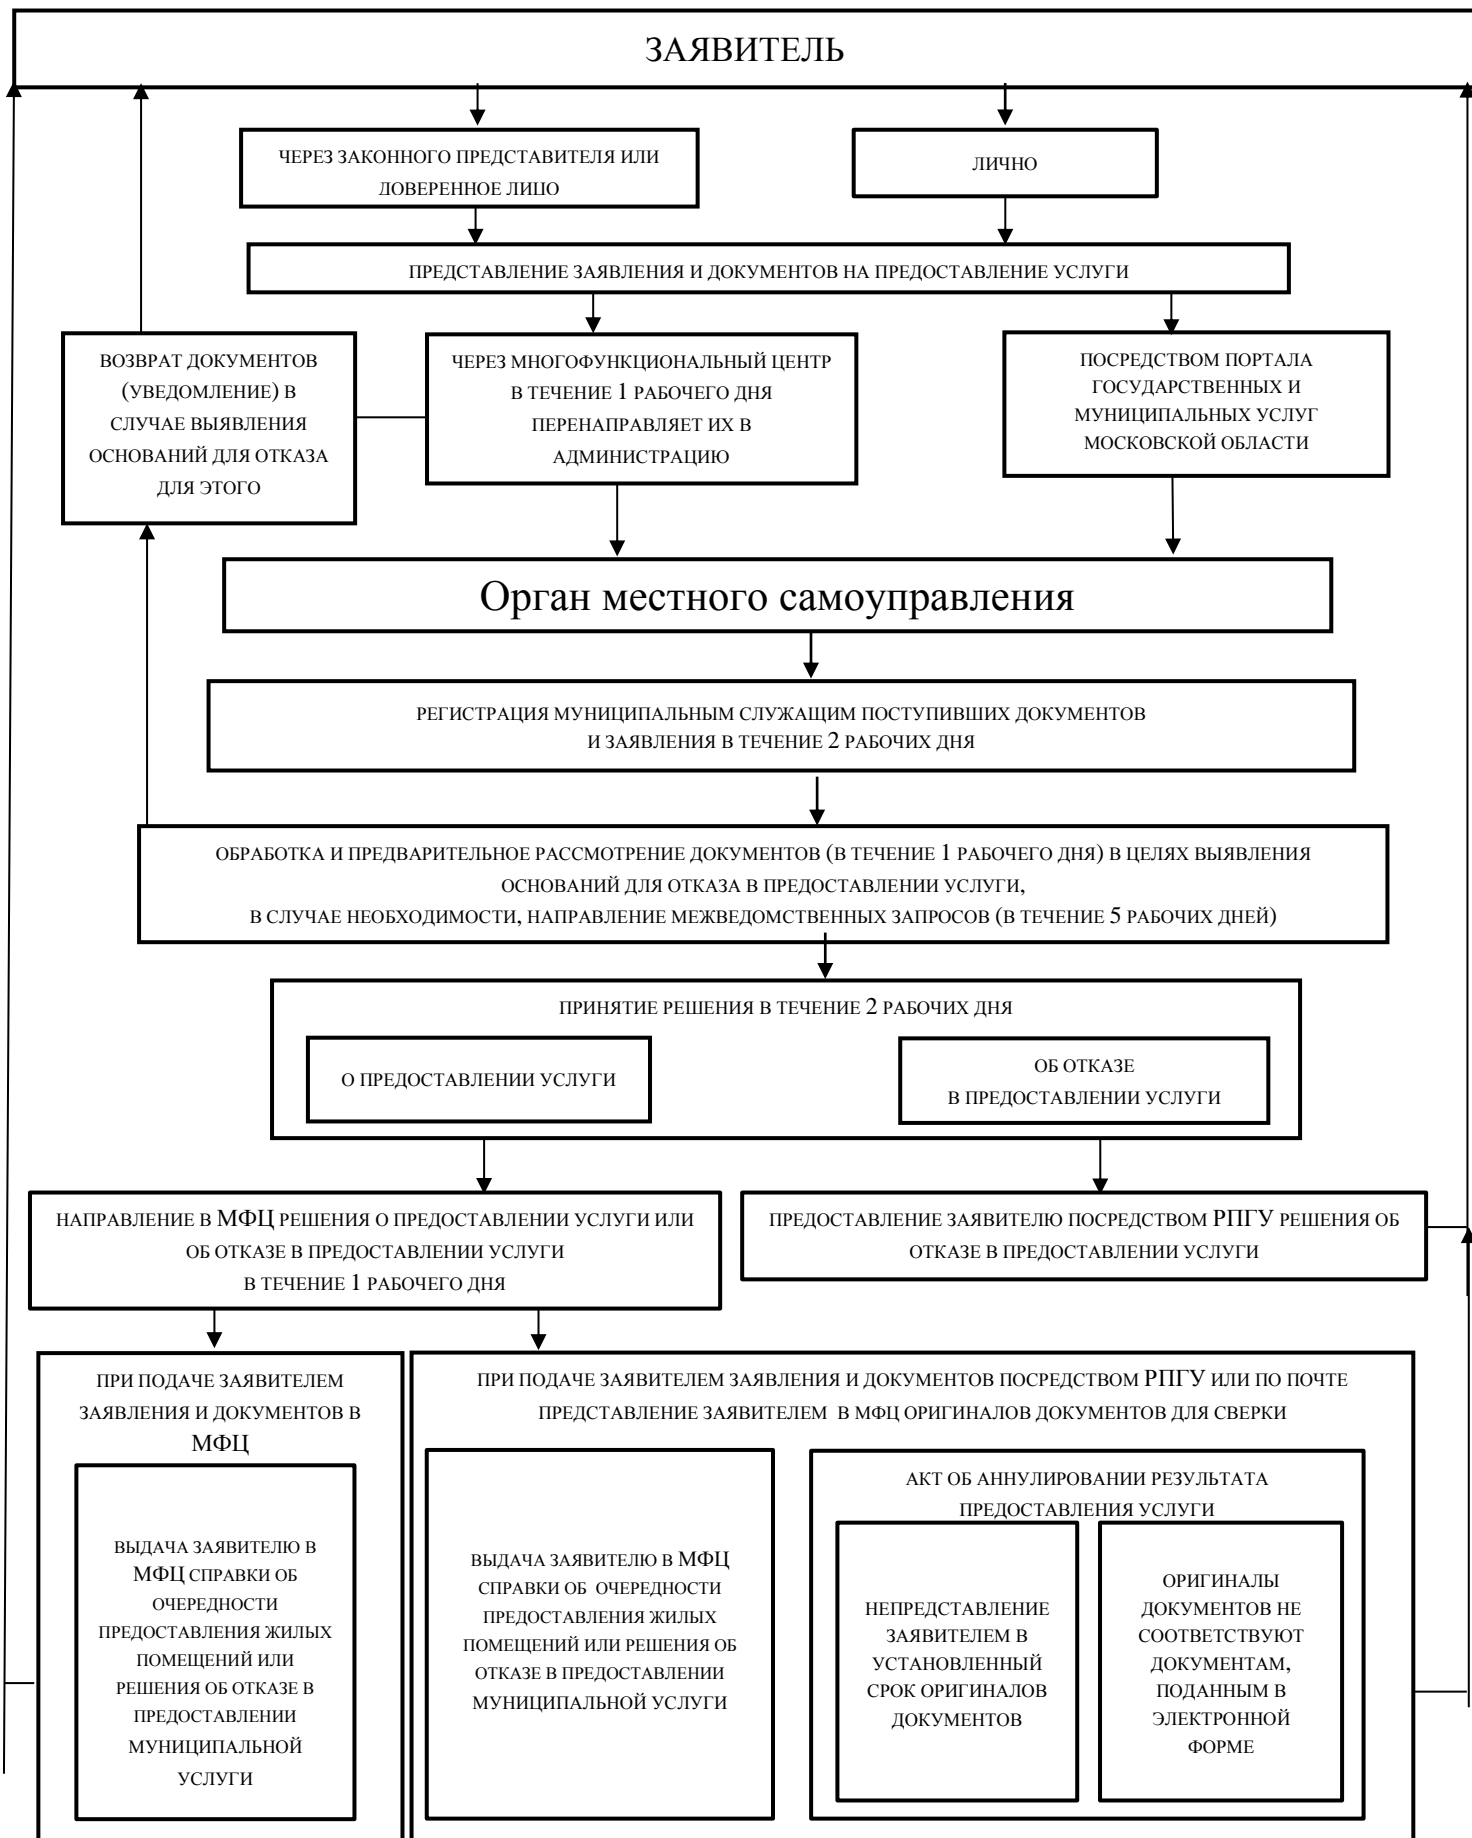 ЗАЯВИТЕЛЬ
ЧЕРЕЗ ЗАКОННОГО ПРЕДСТАВИТЕЛЯ ИЛИ
ДОВЕРЕННОЕ ЛИЦО
ЛИЧНО
ПРЕДСТАВЛЕНИЕ ЗАЯВЛЕНИЯ И ДОКУМЕНТОВ НА ПРЕДОСТАВЛЕНИЕ УСЛУГИ
ВОЗВРАТ ДОКУМЕНТОВ
(УВЕДОМЛЕНИЕ) В
СЛУЧАЕ ВЫЯВЛЕНИЯ
ОСНОВАНИЙ ДЛЯ ОТКАЗА
ДЛЯ ЭТОГО
ЧЕРЕЗ МНОГОФУНКЦИОНАЛЬНЫЙ ЦЕНТР
В ТЕЧЕНИЕ 1 РАБОЧЕГО ДНЯ
ПЕРЕНАПРАВЛЯЕТ ИХ В
АДМИНИСТРАЦИЮ
ПОСРЕДСТВОМ ПОРТАЛА
ГОСУДАРСТВЕННЫХ И
МУНИЦИПАЛЬНЫХ УСЛУГ
МОСКОВСКОЙ ОБЛАСТИ
Орган местного самоуправления
РЕГИСТРАЦИЯ МУНИЦИПАЛЬНЫМ СЛУЖАЩИМ ПОСТУПИВШИХ ДОКУМЕНТОВ
И ЗАЯВЛЕНИЯ В ТЕЧЕНИЕ 2 РАБОЧИХ ДНЯ
ОБРАБОТКА И ПРЕДВАРИТЕЛЬНОЕ РАССМОТРЕНИЕ ДОКУМЕНТОВ (В ТЕЧЕНИЕ 1 РАБОЧЕГО ДНЯ) В ЦЕЛЯХ ВЫЯВЛЕНИЯ
ОСНОВАНИЙ ДЛЯ ОТКАЗА В ПРЕДОСТАВЛЕНИИ УСЛУГИ,
В СЛУЧАЕ НЕОБХОДИМОСТИ, НАПРАВЛЕНИЕ МЕЖВЕДОМСТВЕННЫХ ЗАПРОСОВ (В ТЕЧЕНИЕ 5 РАБОЧИХ ДНЕЙ)
ПРИНЯТИЕ РЕШЕНИЯ В ТЕЧЕНИЕ 2 РАБОЧИХ ДНЯ
О ПРЕДОСТАВЛЕНИИ УСЛУГИ
ОБ ОТКАЗЕ
В ПРЕДОСТАВЛЕНИИ УСЛУГИ
НАПРАВЛЕНИЕ В МФЦ РЕШЕНИЯ О ПРЕДОСТАВЛЕНИИ УСЛУГИ ИЛИ
ОБ ОТКАЗЕ В ПРЕДОСТАВЛЕНИИ УСЛУГИ
В ТЕЧЕНИЕ 1 РАБОЧЕГО ДНЯ
ПРЕДОСТАВЛЕНИЕ ЗАЯВИТЕЛЮ ПОСРЕДСТВОМ РПГУ РЕШЕНИЯ ОБ
ОТКАЗЕ В ПРЕДОСТАВЛЕНИИ УСЛУГИ
ПРИ ПОДАЧЕ ЗАЯВИТЕЛЕМ
ЗАЯВЛЕНИЯ И ДОКУМЕНТОВ В
МФЦ
ВЫДАЧА ЗАЯВИТЕЛЮ В
МФЦ СПРАВКИ ОБ
ОЧЕРЕДНОСТИ
ПРЕДОСТАВЛЕНИЯ ЖИЛЫХ
ПОМЕЩЕНИЙ ИЛИ
РЕШЕНИЯ ОБ ОТКАЗЕ В
ПРЕДОСТАВЛЕНИИ
МУНИЦИПАЛЬНОЙ
УСЛУГИ
ПРИ ПОДАЧЕ ЗАЯВИТЕЛЕМ ЗАЯВЛЕНИЯ И ДОКУМЕНТОВ ПОСРЕДСТВОМ РПГУ ИЛИ ПО ПОЧТЕ
ПРЕДСТАВЛЕНИЕ ЗАЯВИТЕЛЕМ В МФЦ ОРИГИНАЛОВ ДОКУМЕНТОВ ДЛЯ СВЕРКИ
ВЫДАЧА ЗАЯВИТЕЛЮ В МФЦ
СПРАВКИ ОБ ОЧЕРЕДНОСТИ
ПРЕДОСТАВЛЕНИЯ ЖИЛЫХ
ПОМЕЩЕНИЙ ИЛИ РЕШЕНИЯ ОБ
ОТКАЗЕ В ПРЕДОСТАВЛЕНИИ
МУНИЦИПАЛЬНОЙ УСЛУГИ
АКТ ОБ АННУЛИРОВАНИИ РЕЗУЛЬТАТА
ПРЕДОСТАВЛЕНИЯ УСЛУГИ
НЕПРЕДСТАВЛЕНИЕ
ЗАЯВИТЕЛЕМ В
УСТАНОВЛЕННЫЙ
СРОК ОРИГИНАЛОВ
ДОКУМЕНТОВ
ОРИГИНАЛЫ
ДОКУМЕНТОВ НЕ
СООТВЕТСТВУЮТ
ДОКУМЕНТАМ,
ПОДАННЫМ В
ЭЛЕКТРОННОЙ
ФОРМЕ